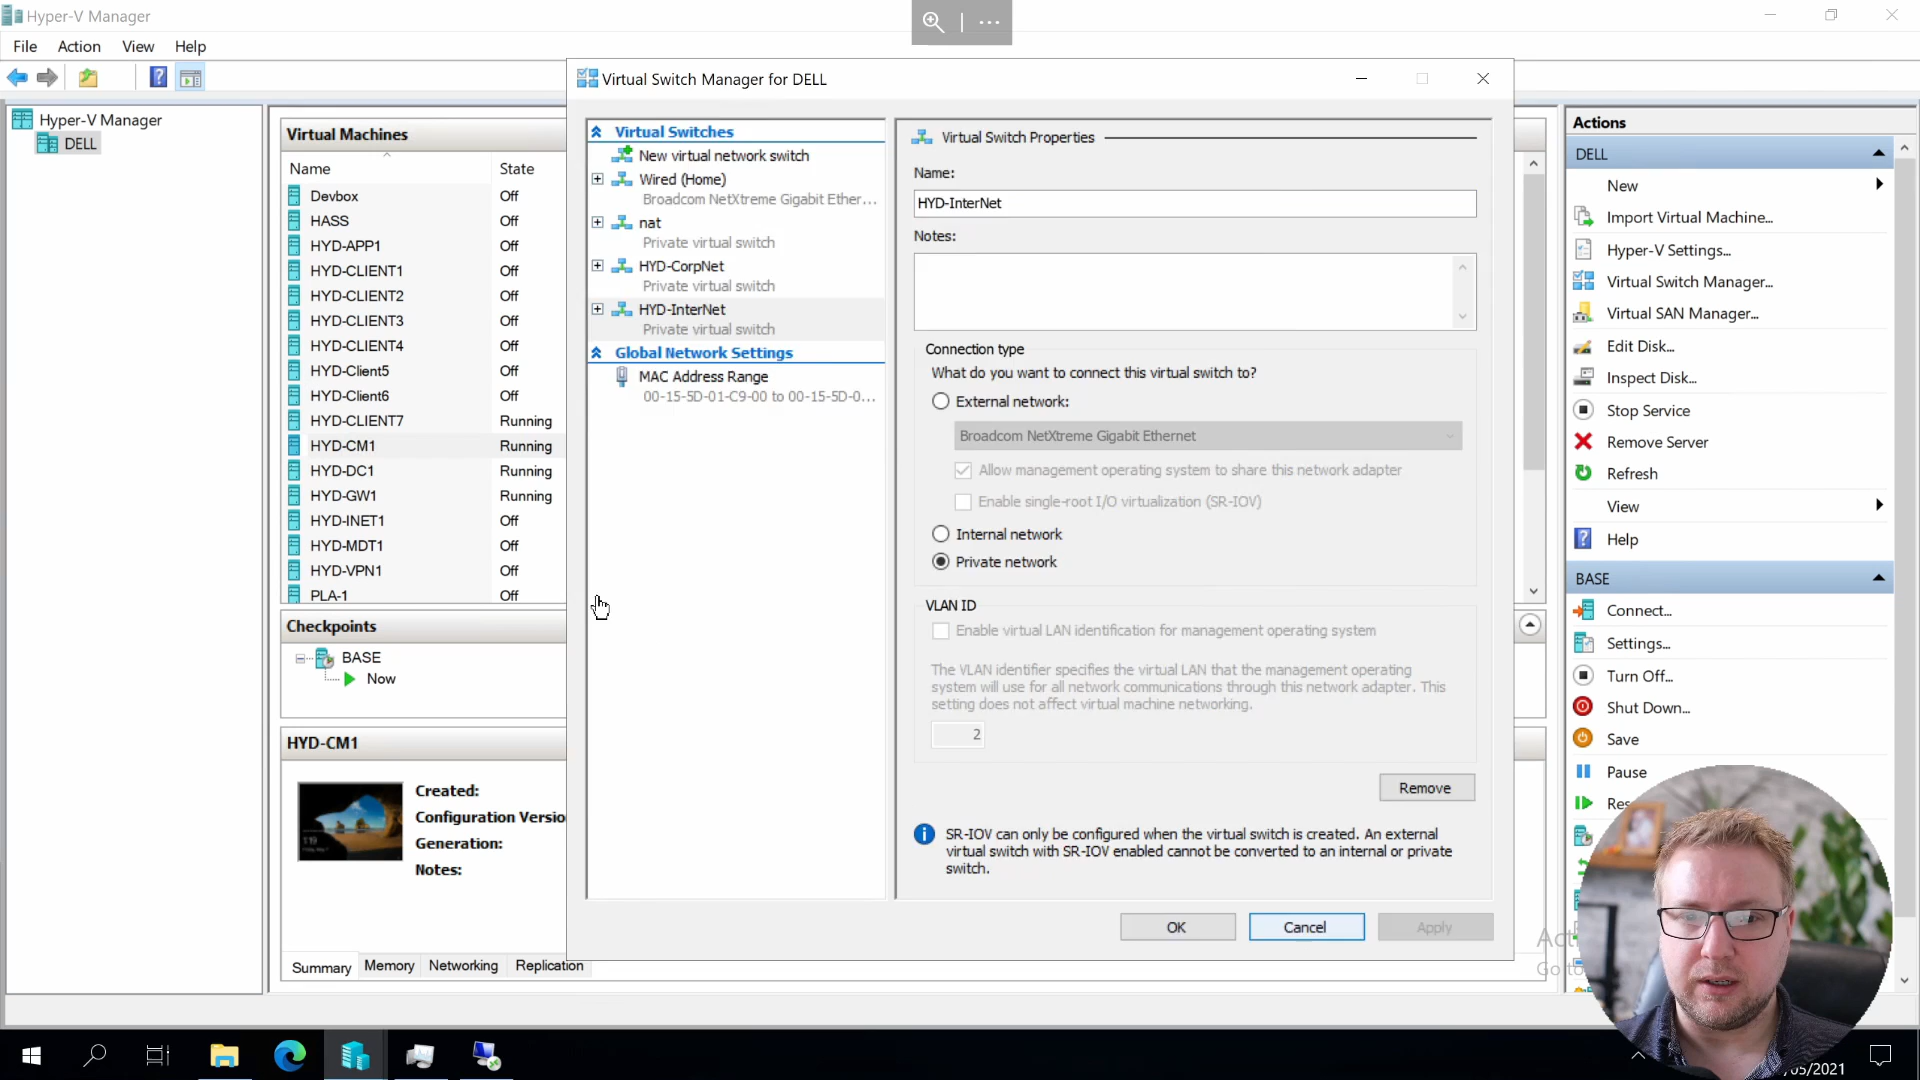 Hyper-V Manager
File Action View Help
Hyper-V Manager
DELL
Virtual Machines
Name State
Devbox Off
HASS Off
HYD-APP1 Off
HYD-CLIENT1 Off
HYD-CLIENT2 Off
HYD-CLIENT3 Off
HYD-CLIENT4 Off
HYD-Client5 Off
HYD-Client6 Off
HYD-CLIENT7 Running
HYD-CM1 Running
HYD-DC1 Running
HYD-GW1 Running
HYD-INET1 Off
HYD-MDT1 Off
HYD-VPN1 Off
PLA-1 Off
Checkpoints
BASE
Now
HYD-CM1
Created:
Configuration Versio
Generation:
Notes:
Summary Memory Networking Replication
Virtual Switch Manager for DELL
Virtual Switches
New virtual network switch
Wired (Home)
Broadcom NetXtreme Gigabit Ether...
nat
Private virtual switch
HYD-CorpNet
Private virtual switch
HYD-InterNet
Private virtual switch
Global Network Settings
MAC Address Range
00-15-5D-01-C9-00 to 00-15-5D-0...
Virtual Switch Properties
Name:
HYD-InterNet
Notes:
Connection type
What do you want to connect this virtual switch to?
External network:
Broadcom NetXtreme Gigabit Ethernet
Allow management operating system to share this network adapter
Enable single-root I/O virtualization (SR-IOV)
Internal network
Private network
VLAN ID
Enable virtual LAN identification for management operating system
The VLAN identifier specifies the virtual LAN that the management operating
system will use for all network communications through this network adapter. This
setting does not affect virtual machine networking.
2
Remove
SR-IOV can only be configured when the virtual switch is created. An external
virtual switch with SR-IOV enabled cannot be converted to an internal or private
switch.
OK Cancel Apply
Actions
DELL
New
Import Virtual Machine...
Hyper-V Settings...
Virtual Switch Manager...
Virtual SAN Manager...
Edit Disk...
Inspect Disk...
Stop Service
Remove Server
Refresh
View
Help
BASE
Connect...
Settings...
Turn Off...
Shut Down...
Save
Pause
Res
Act
Go to
/05/2021